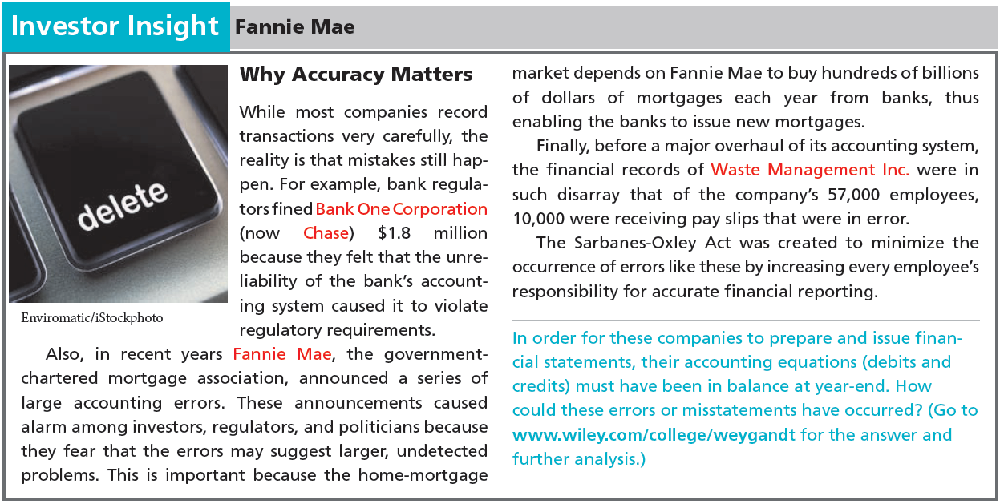 Investor Insight Fannie Mae
delete
Enviromatic/iStockphoto
Why Accuracy Matters
While most companies record
transactions very carefully, the
reality is that mistakes still hap-
pen. For example, bank regula-
tors fined Bank One Corporation
(now Chase) $1.8 million
because they felt that the unre-
liability of the bank's account-
ing system caused it to violate
regulatory requirements.
Also, in recent years Fannie Mae, the government-
chartered mortgage association, announced a series of
large accounting errors. These announcements caused
alarm among investors, regulators, and politicians because
they fear that the errors may suggest larger, undetected
problems. This is important because the home-mortgage
market depends on Fannie Mae to buy hundreds of billions
of dollars of mortgages each year from banks, thus
enabling the banks to issue new mortgages.
Finally, before a major overhaul of its accounting system,
the financial records of Waste Management Inc. were in
such disarray that of the company's 57,000 employees,
10,000 were receiving pay slips that were in error.
The Sarbanes-Oxley Act was created to minimize the
occurrence of errors like these by increasing every employee's
responsibility for accurate financial reporting.
In order for these companies to prepare and issue finan-
cial statements, their accounting equations (debits and
credits) must have been in balance at year-end. How
could these errors or misstatements have occurred? (Go to
www.wiley.com/college/weygandt for the answer and
further analysis.)